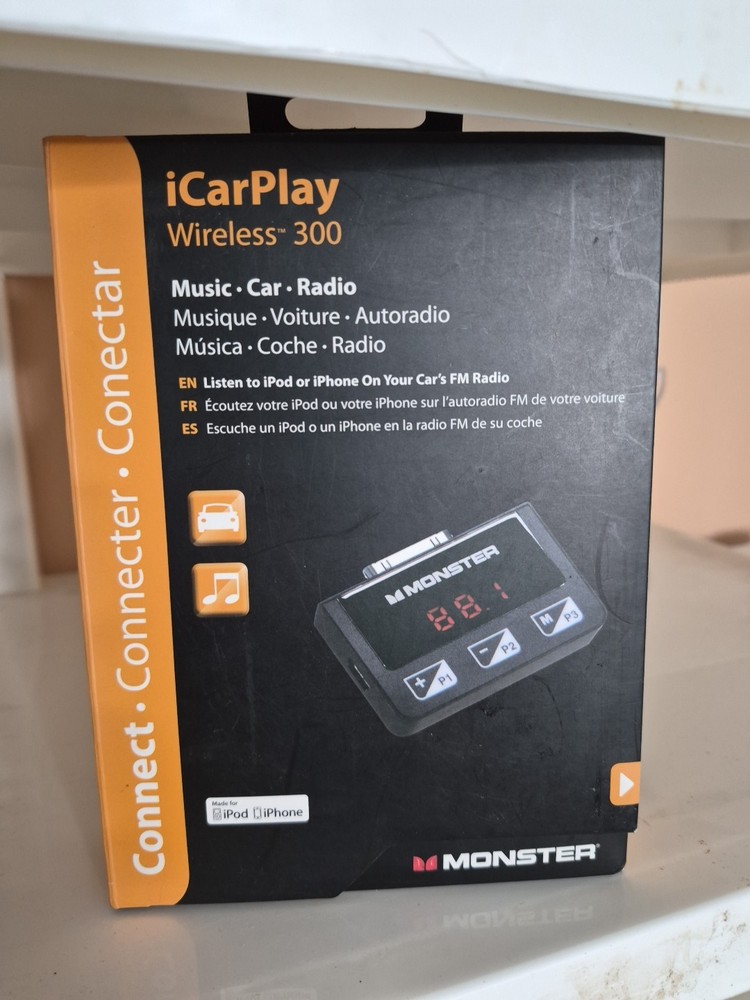 iCarPlay
Wireless™ 300
Music · Car · Radio
Musique · Voiture · Autoradio
Música · Coche · Radio
EN Listen to iPod or iPhone On Your Car's FM Radio
FR Écoutez votre iPod ou votre iPhone sur l'autoradio FM de votre voiture
ES Escuche un iPod o un iPhone en la radio FM de su coche
Connect · Connecter · Conectar
MONSTER
88.1
+ P1
- P2
M P3
Made for
iPod iPhone
MONSTER®